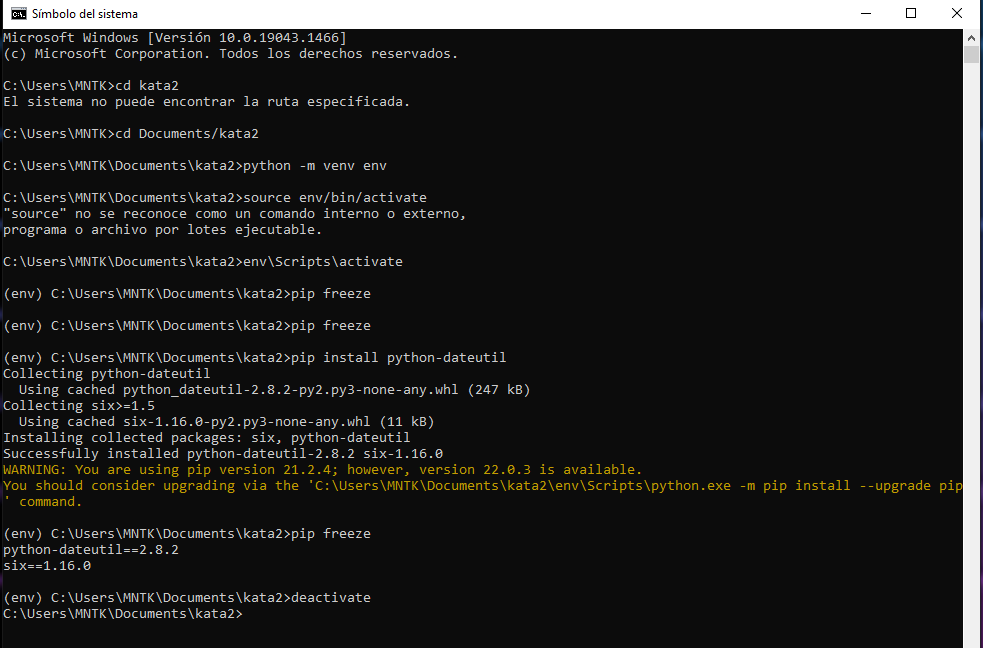 Símbolo del sistema
Microsoft Windows [Versión 10.0.19043.1466]
(c) Microsoft Corporation. Todos los derechos reservados.
C:\Users\MNTK>cd kata2
El sistema no puede encontrar la ruta especificada.
C:\Users\MNTK>cd Documents/kata2
C:\Users\MNTK\Documents\kata2>python -m venv env
C:\Users\MNTK\Documents\kata2>source env/bin/activate
"source" no se reconoce como un comando interno o externo,
programa o archivo por lotes ejecutable.
C:\Users\MNTK\Documents\kata2>env\Scripts\activate
(env) C:\Users\MNTK\Documents\kata2>pip freeze
(env) C:\Users\MNTK\Documents\kata2>pip freeze
(env) C:\Users\MNTK\Documents\kata2>pip install python-dateutil
Collecting python-dateutil
  Using cached python_dateutil-2.8.2-py2.py3-none-any.whl (247 kB)
Collecting six>=1.5
  Using cached six-1.16.0-py2.py3-none-any.whl (11 kB)
Installing collected packages: six, python-dateutil
Successfully installed python-dateutil-2.8.2 six-1.16.0
WARNING: You are using pip version 21.2.4; however, version 22.0.3 is available.
You should consider upgrading via the 'C:\Users\MNTK\Documents\kata2\env\Scripts\python.exe -m pip install --upgrade pip
' command.
(env) C:\Users\MNTK\Documents\kata2>pip freeze
python-dateutil==2.8.2
six==1.16.0
(env) C:\Users\MNTK\Documents\kata2>deactivate
C:\Users\MNTK\Documents\kata2>